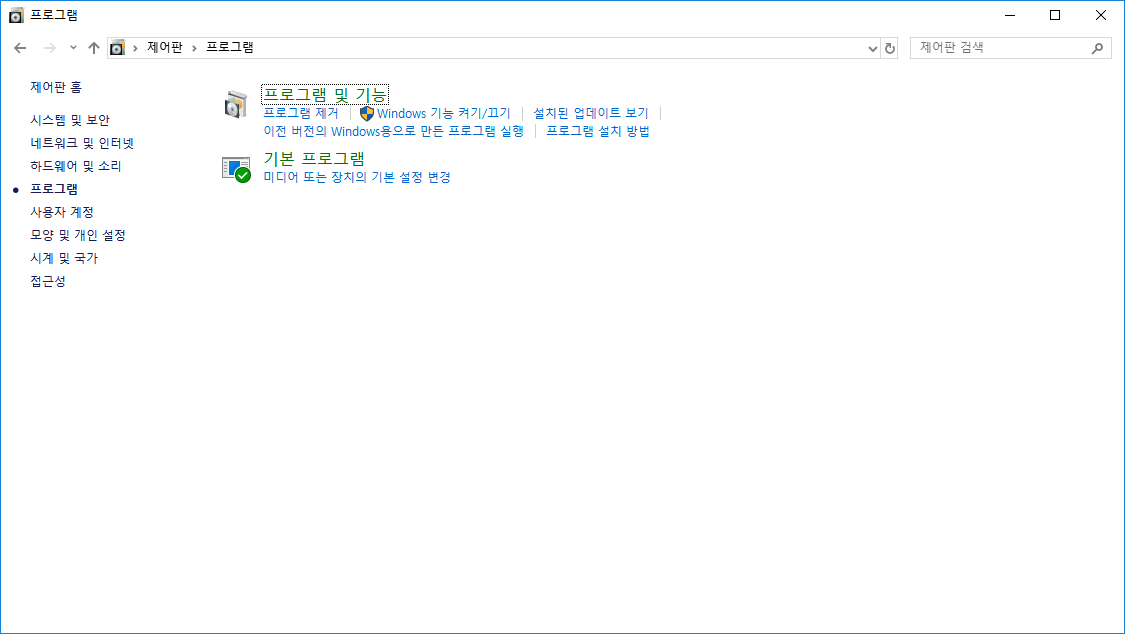 프로그램
제어판 프로그램
제어판 검색
제어판 홈
시스템 및 보안
네트워크 및 인터넷
하드웨어 및 소리
프로그램
사용자 계정
모양 및 개인 설정
시계 및 국가
접근성
프로그램 및 기능
프로그램 제거 Windows 기능 켜기/끄기 설치된 업데이트 보기
이전 버전의 Windows용으로 만든 프로그램 실행 프로그램 설치 방법
기본 프로그램
미디어 또는 장치의 기본 설정 변경